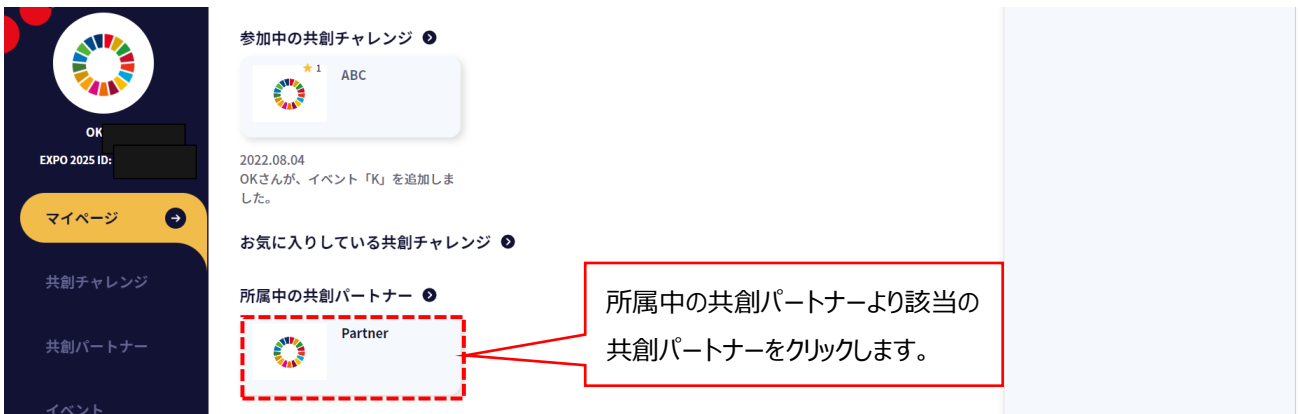 OK
EXPO 2025 ID:
マイページ
共創チャレンジ
共創パートナー
イベント
参加中の共創チャレンジ
1
ABC
2022.08.04
OKさんが、イベント「K」を追加しま
した。
お気に入りしている共創チャレンジ
所属中の共創パートナー
Partner
所属中の共創パートナーより該当の
共創パートナーをクリックします。